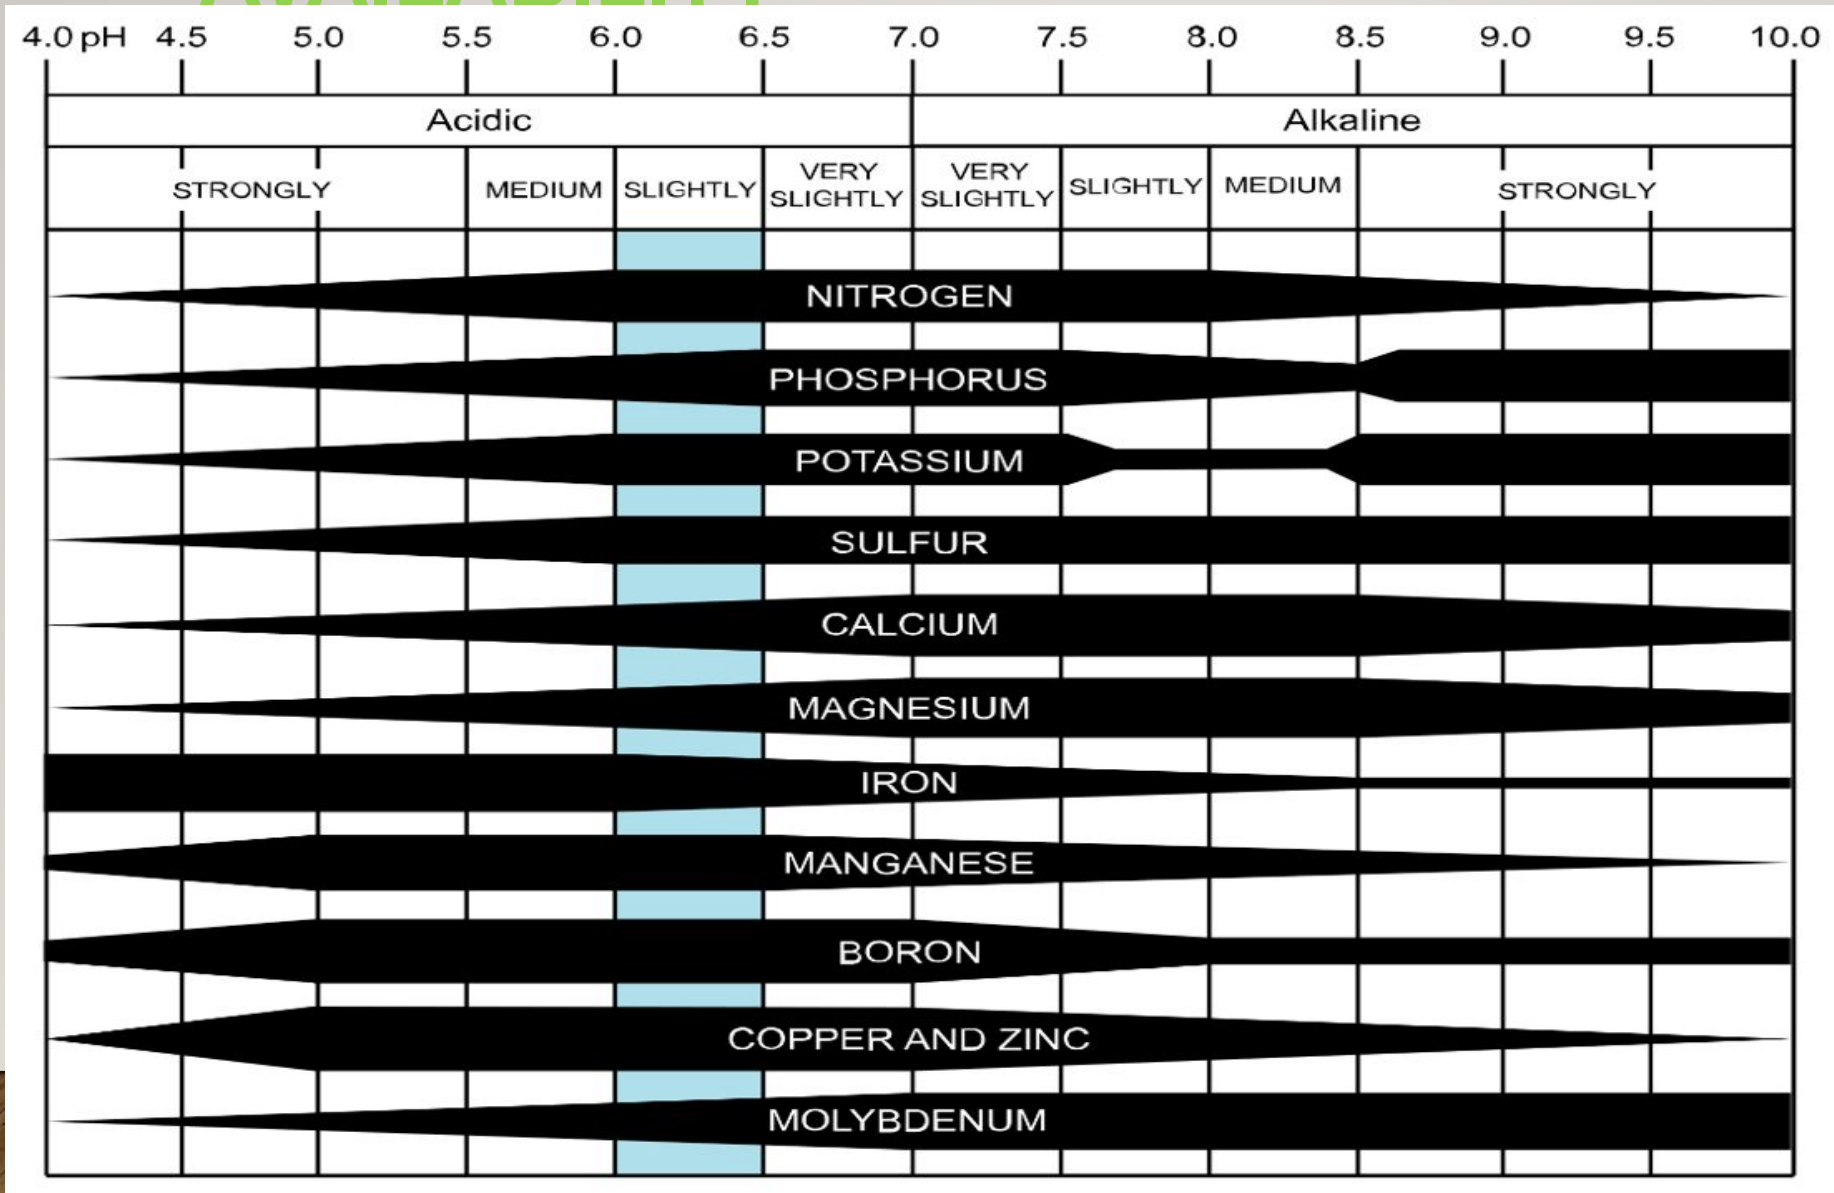 AVAILABILITY
4.0 pH 4.5 5.0 5.5 6.0 6.5 7.0 7.5 8.0 8.5 9.0 9.5 10.0
Acidic Alkaline
STRONGLY MEDIUM SLIGHTLY VERY SLIGHTLY VERY SLIGHTLY SLIGHTLY MEDIUM STRONGLY
NITROGEN
PHOSPHORUS
POTASSIUM
SULFUR
CALCIUM
MAGNESIUM
IRON
MANGANESE
BORON
COPPER AND ZINC
MOLYBDENUM